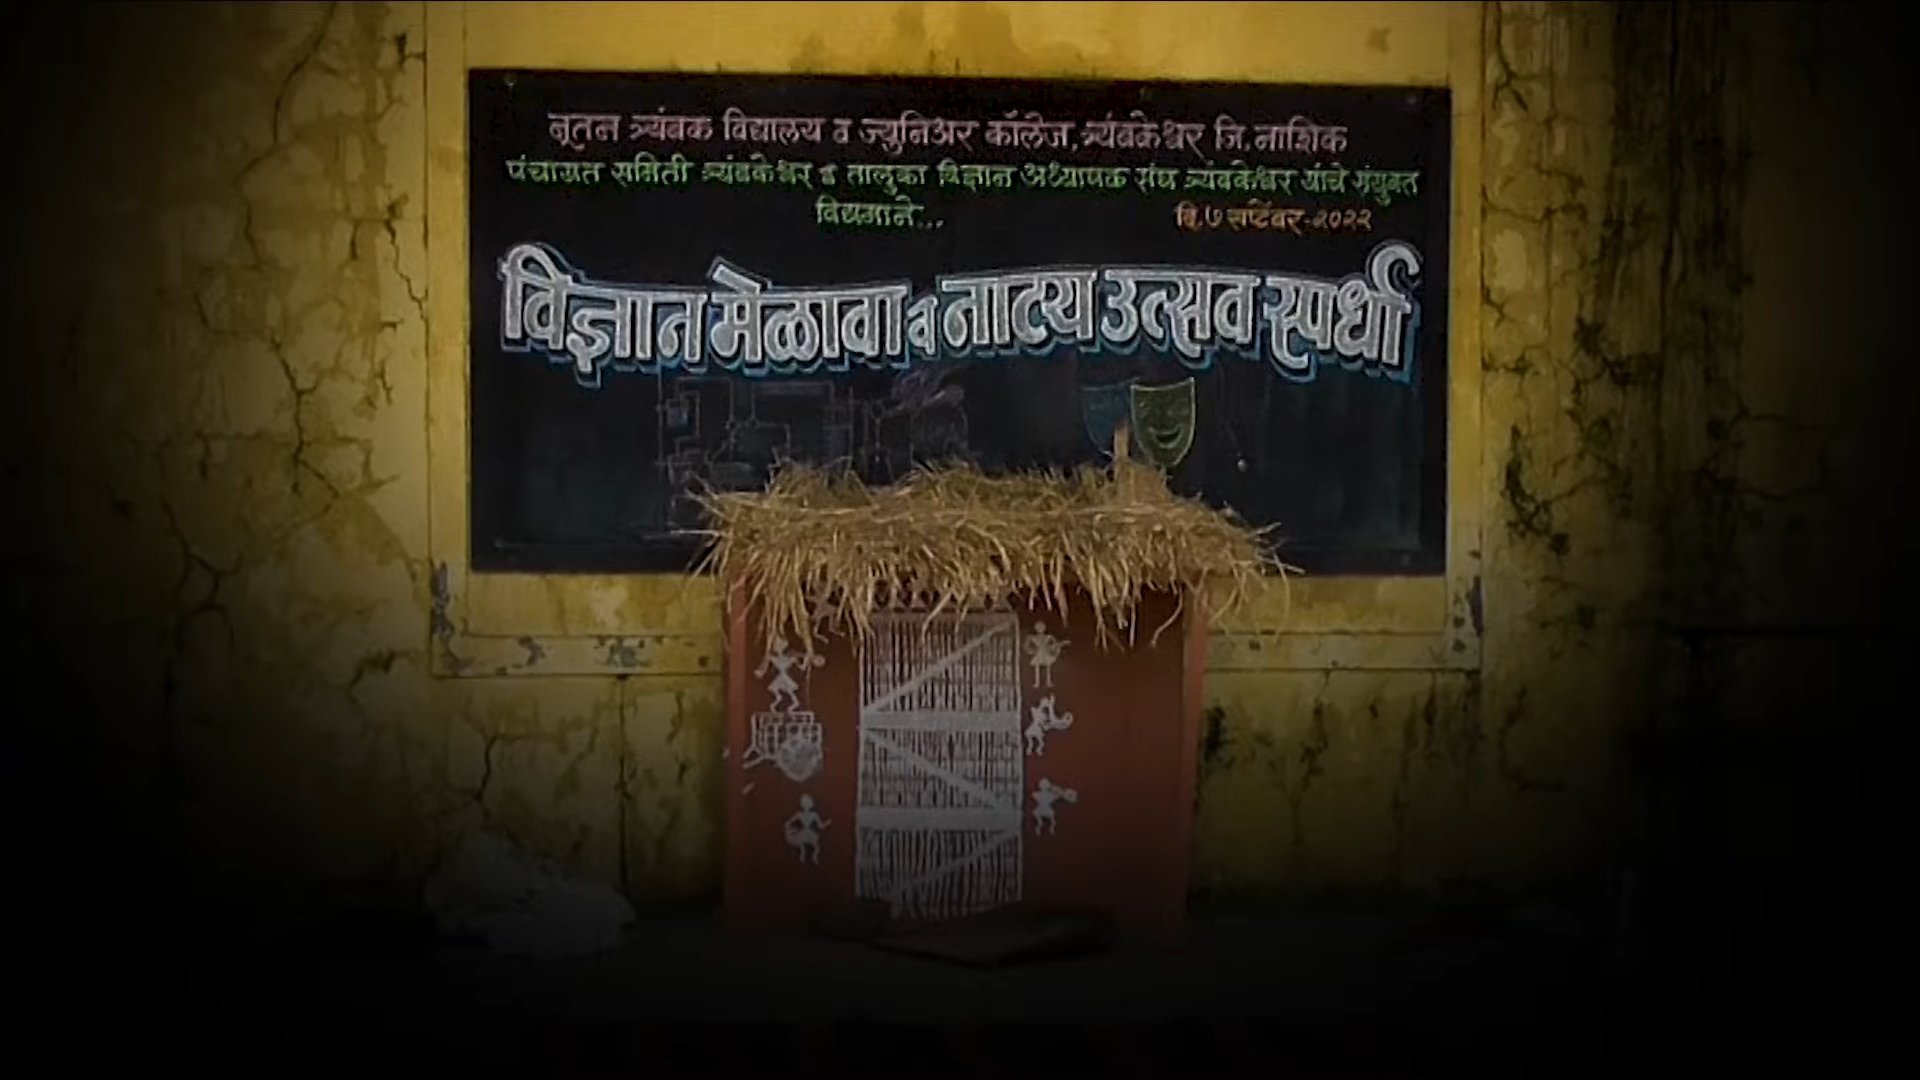 नूतन त्र्यंबक विद्यालय व ज्युनिअर कॉलेज, त्र्यंबकेश्वर जि. नाशिक
पंचायत समिती त्र्यंबकेश्वर व तालुका विज्ञान अध्यापक संघ त्र्यंबकेश्वर यांचे संयुक्त
विद्यमाने... दि. ७ सप्टेंबर-२०२२
विज्ञान मेळावा व नाट्य उत्सव स्पर्धा